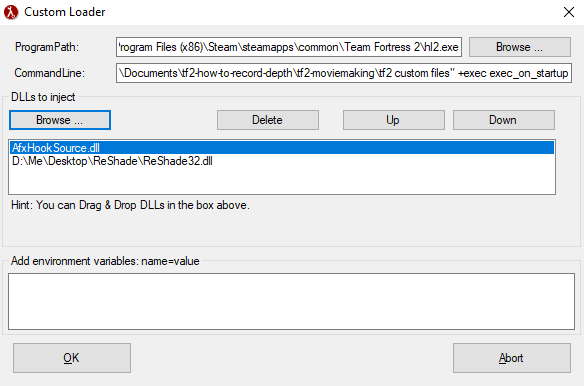 Custom Loader
ProgramPath: Program Files (x86)\Steam\steamapps\common\Team Fortress 2\hl2.exe Browse ...
CommandLine: \Documents\tf2-how-to-record-depth\tf2-moviemaking\tf2 custom files" +exec exec_on_startup
DLLs to inject
Browse ... Delete Up Down
AfxHookSource.dll
D:\Me\Desktop\ReShade\ReShade32.dll
Hint: You can Drag & Drop DLLs in the box above.
Add environment variables: name=value
OK Abort